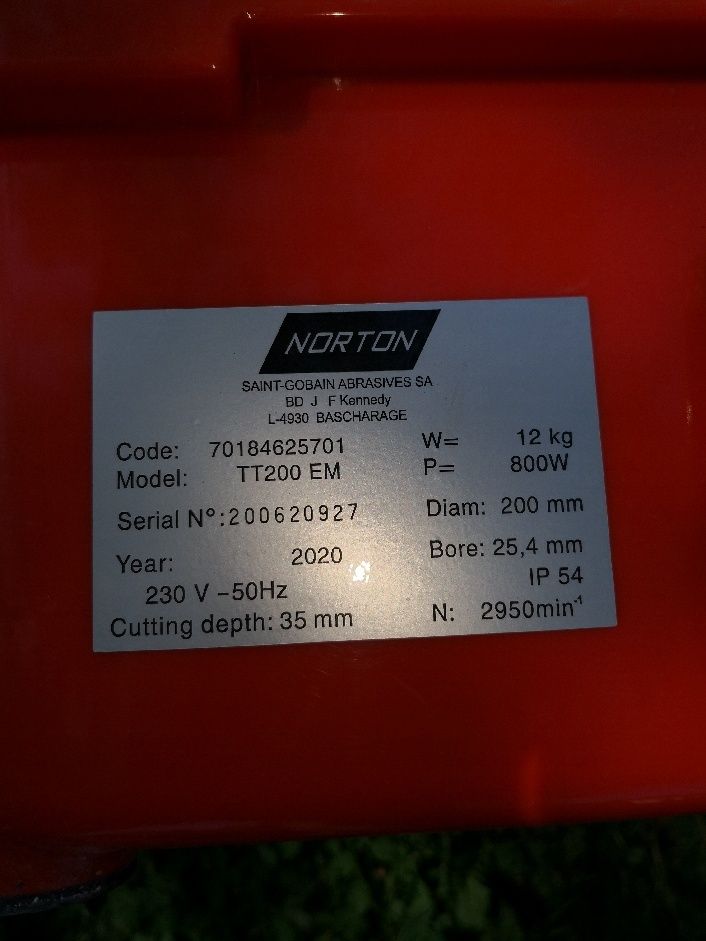 NORTON
SAINT-GOBAIN ABRASIVES SA
BD J F Kennedy
L-4930 BASCHARAGE
Code: 70184625701 W= 12 kg
Model: TT200 EM P= 800W
Serial N°:200620927 Diam: 200 mm
Year: 2020 Bore: 25,4 mm
230 V –50Hz IP 54
Cutting depth: 35 mm N: 2950min⁻¹